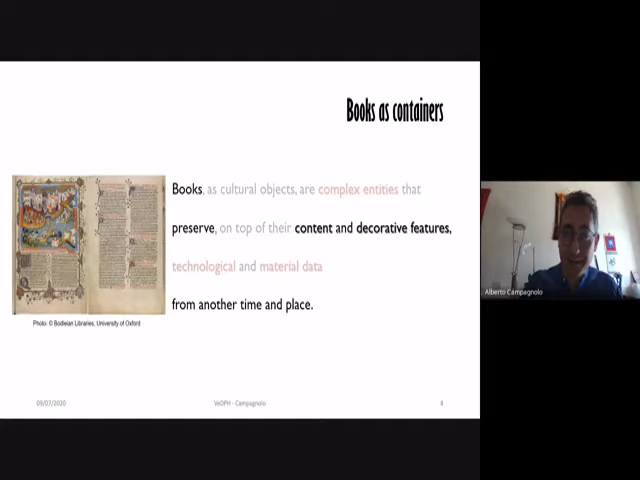 Books as containers
Books, as cultural objects, are complex entities that
preserve, on top of their content and decorative features,
technological and material data
from another time and place.
Photo: © Bodleian Libraries, University of Oxford
09/07/2020
VeDPH - Campagnolo
4
Alberto Campagnolo